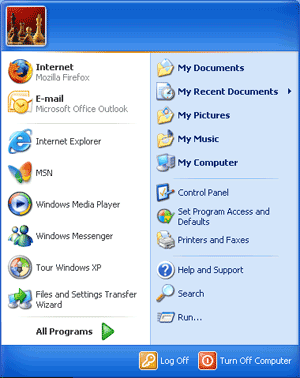 Internet
Mozilla Firefox
E-mail
Microsoft Office Outlook
Internet Explorer
MSN
Windows Media Player
Windows Messenger
Tour Windows XP
Files and Settings Transfer
Wizard
All Programs
My Documents
My Recent Documents
My Pictures
My Music
My Computer
Control Panel
Set Program Access and
Defaults
Printers and Faxes
Help and Support
Search
Run...
Log Off
Turn Off Computer